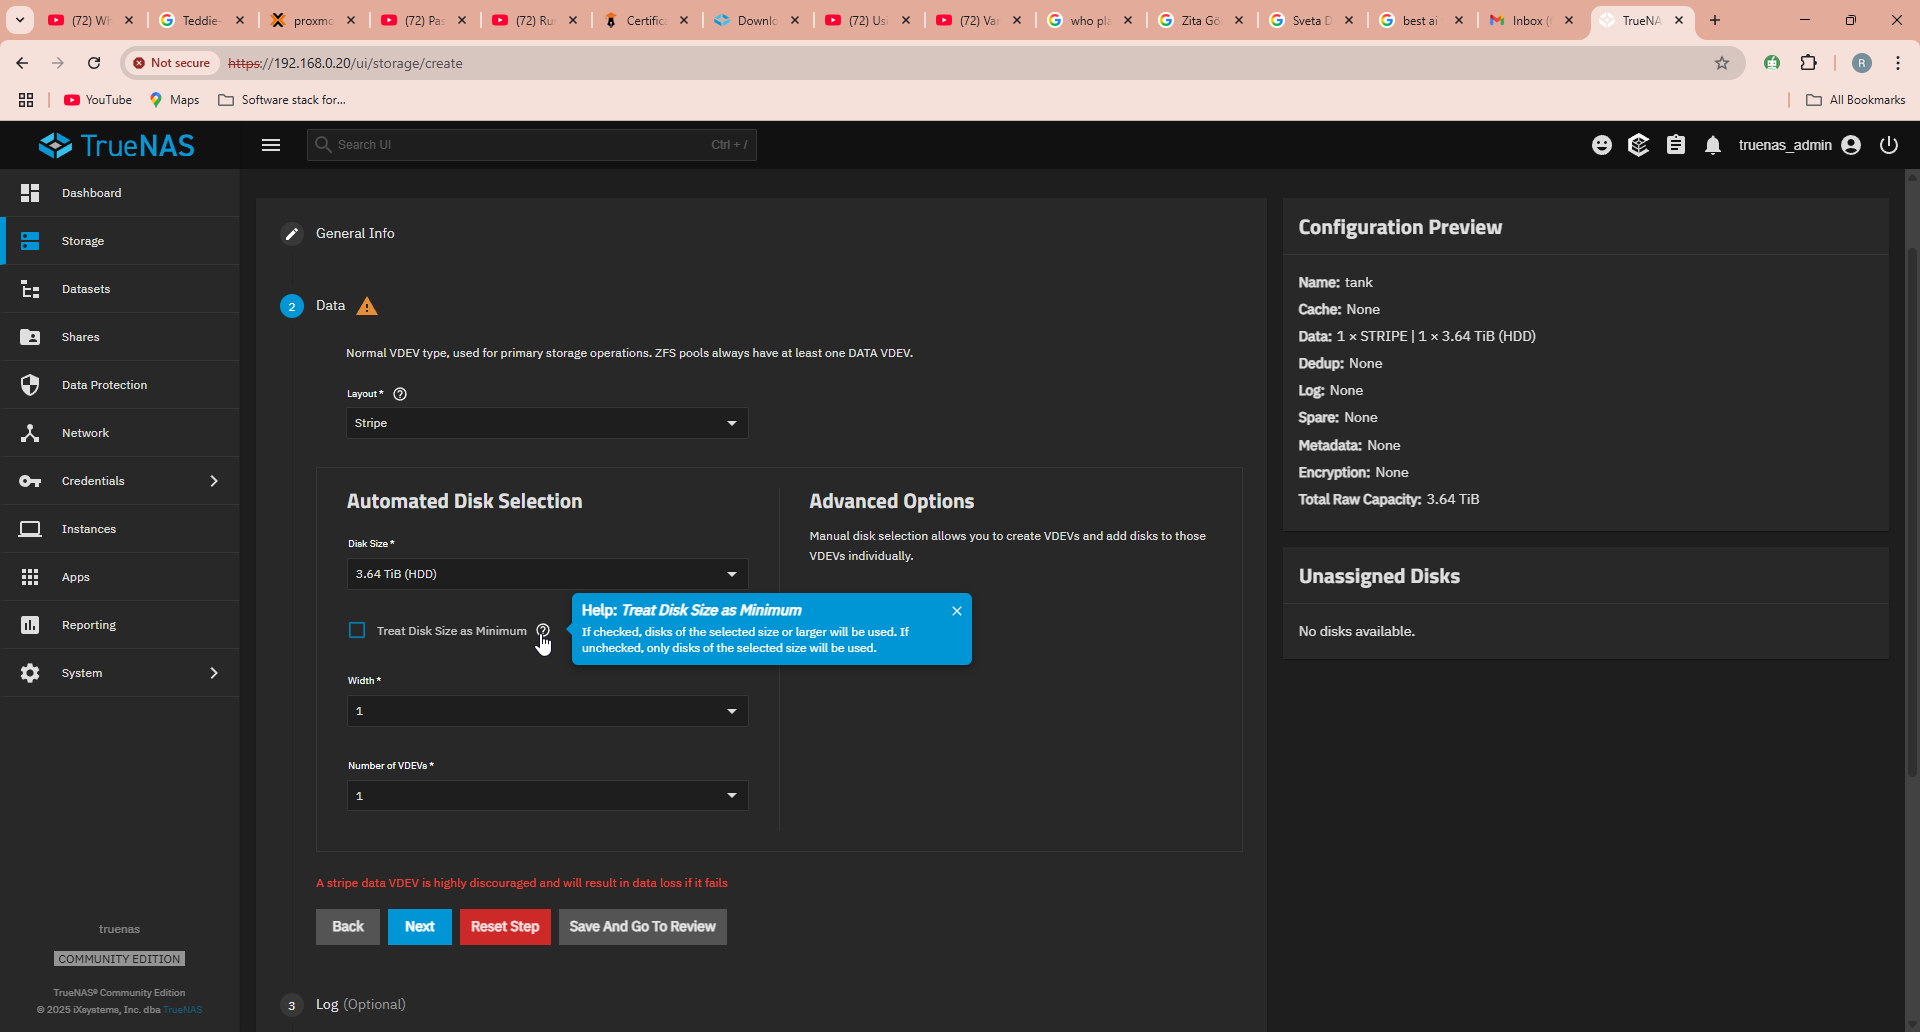 (72) Wh
Teddie-
proxmo
(72) Pas
(72) Ru
Certific
Downlo
(72) Usi
(72) Var
who pla
Zita Gö
Sveta D
best ai
Inbox (
TrueNA
Not secure
https://192.168.0.20/ui/storage/create
R
YouTube
Maps
Software stack for...
All Bookmarks
TrueNAS
Search UI
Ctrl + /
truenas_admin
Dashboard
Storage
Datasets
Shares
Data Protection
Network
Credentials
Instances
Apps
Reporting
System
truenas
COMMUNITY EDITION
TrueNAS® Community Edition
© 2025 iXsystems, Inc. dba TrueNAS
General Info
2
Data
Normal VDEV type, used for primary storage operations. ZFS pools always have at least one DATA VDEV.
Layout *
Stripe
Automated Disk Selection
Disk Size *
3.64 TiB (HDD)
Treat Disk Size as Minimum
Help: Treat Disk Size as Minimum
If checked, disks of the selected size or larger will be used. If
unchecked, only disks of the selected size will be used.
Width *
1
Number of VDEVs *
1
Advanced Options
Manual disk selection allows you to create VDEVs and add disks to those
VDEVs individually.
A stripe data VDEV is highly discouraged and will result in data loss if it fails
Back
Next
Reset Step
Save And Go To Review
3
Log (Optional)
Configuration Preview
Name: tank
Cache: None
Data: 1 × STRIPE | 1 × 3.64 TiB (HDD)
Dedup: None
Log: None
Spare: None
Metadata: None
Encryption: None
Total Raw Capacity: 3.64 TiB
Unassigned Disks
No disks available.